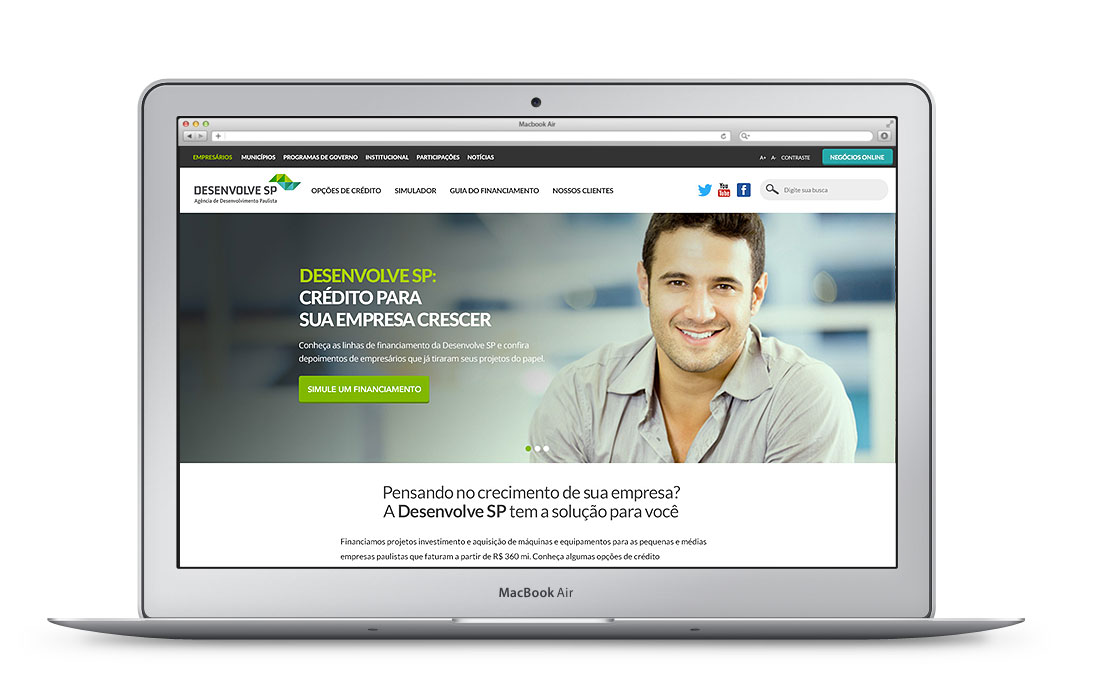 Macbook Air
EMPRESÁRIOS MUNICÍPIOS PROGRAMAS DE GOVERNO INSTITUCIONAL PARTICIPAÇÕES NOTÍCIAS A+ A- CONTRASTE NEGÓCIOS ONLINE
DESENVOLVE SP
Agência de Desenvolvimento Paulista
OPÇÕES DE CRÉDITO SIMULADOR GUIA DO FINANCIAMENTO NOSSOS CLIENTES
You
Tube
f
Digite sua busca
DESENVOLVE SP:
CRÉDITO PARA
SUA EMPRESA CRESCER
Conheça as linhas de financiamento da Desenvolve SP e confira
depoimentos de empresários que já tiraram seus projetos do papel.
SIMULE UM FINANCIAMENTO
Pensando no crecimento de sua empresa?
A Desenvolve SP tem a solução para você
Financiamos projetos investimento e aquisição de máquinas e equipamentos para as pequenas e médias
empresas paulistas que faturam a partir de R$ 360 mi. Conheça algumas opções de crédito
MacBook Air